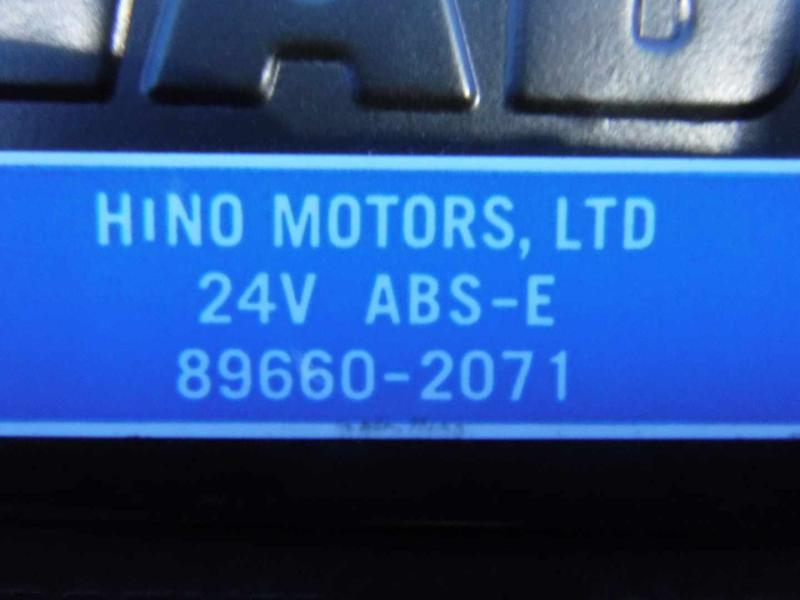 HINO MOTORS, LTD
24V ABS-E
89660-2071